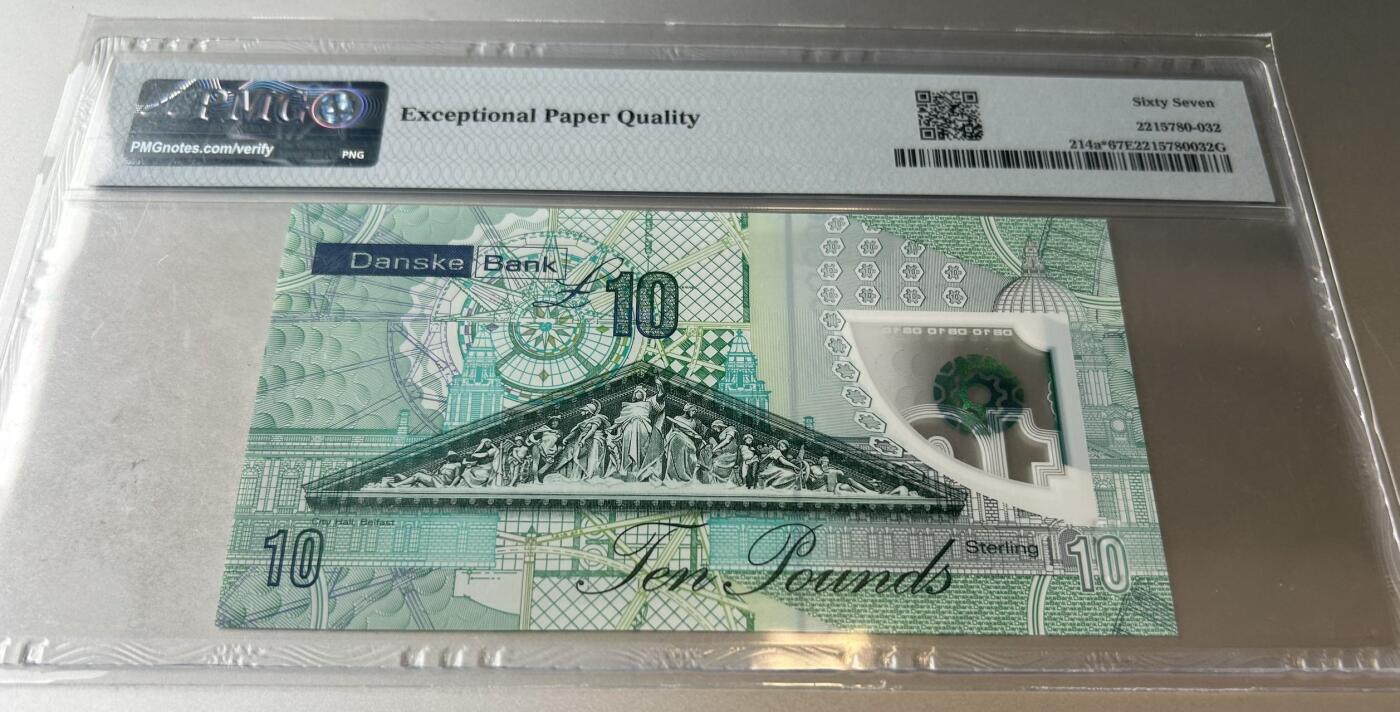 PMG
PMGnotes.com/verify
PNG
Exceptional Paper Quality
Sixty Seven
2215780-032
214a*67E2215780032G
Danske Bank
£10
City Hall, Belfast
10
Ten Pounds
Sterling
10